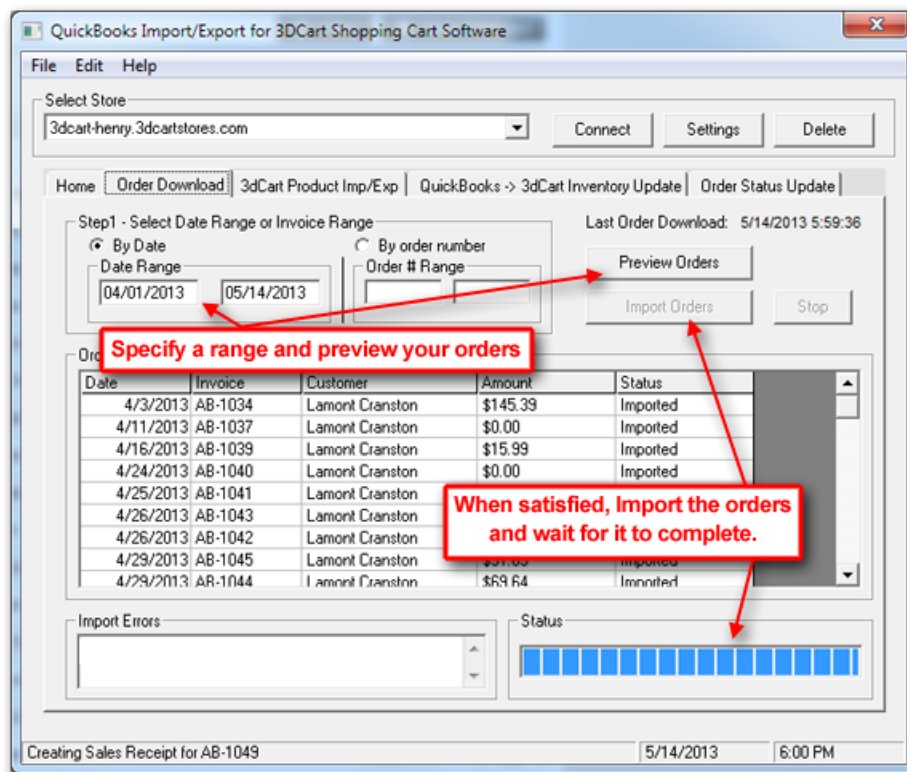 QuickBooks Import/Export for 3DCart Shopping Cart Software
File Edit Help
Select Store
3dcart-henry.3dcartstores.com Connect Settings Delete
Home Order Download 3dCart Product Imp/Exp QuickBooks -> 3dCart Inventory Update Order Status Update
Step1 - Select Date Range or Invoice Range Last Order Download: 5/14/2013 5:59:36
By Date By order number
Date Range Order # Range Preview Orders
04/01/2013 05/14/2013
Import Orders Stop
Specify a range and preview your orders
Date Invoice Customer Amount Status
4/3/2013 AB-1034 Lamont Cranston $145.39 Imported
4/11/2013 AB-1037 Lamont Cranston $0.00 Imported
4/16/2013 AB-1039 Lamont Cranston $15.99 Imported
4/24/2013 AB-1040 Lamont Cranston $0.00 Imported
4/25/2013 AB-1041 Lamont Cranston
4/26/2013 AB-1043 Lamont Cranston
4/26/2013 AB-1042 Lamont Cranston
4/29/2013 AB-1045 Lamont Cranston
4/29/2013 AB-1044 Lamont Cranston $69.64 Imported
When satisfied, Import the orders
and wait for it to complete.
Import Errors Status
Creating Sales Receipt for AB-1049 5/14/2013 6:00 PM